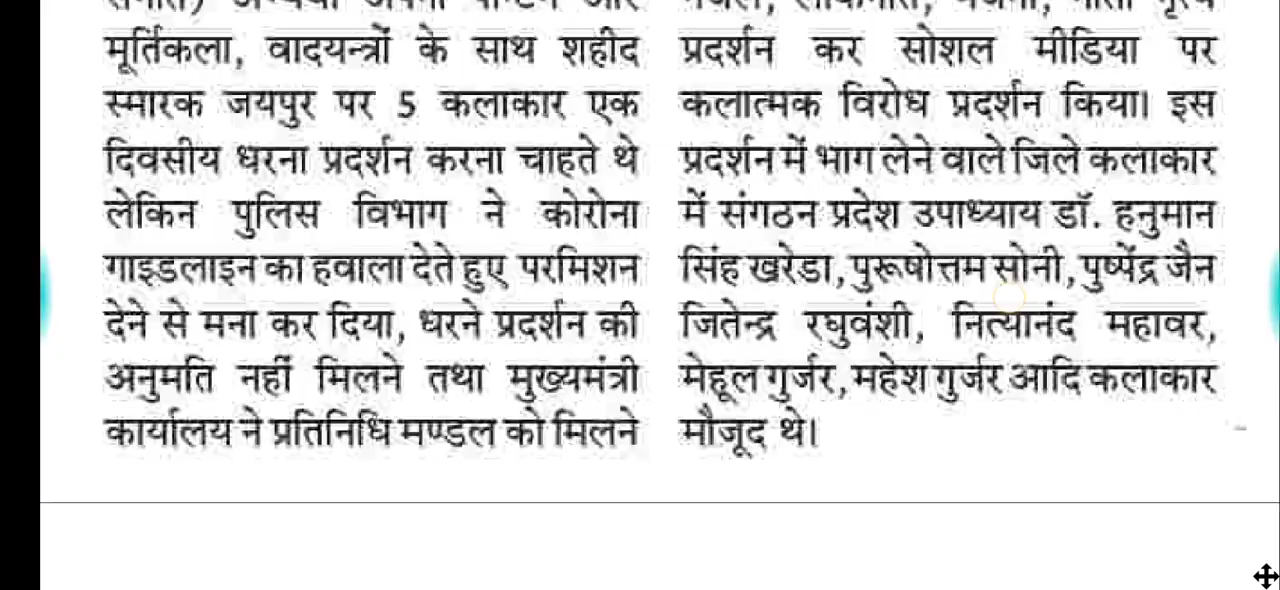 मूर्तिकला, वादयन्त्रों के साथ शहीद
स्मारक जयपुर पर 5 कलाकार एक
दिवसीय धरना प्रदर्शन करना चाहते थे
लेकिन पुलिस विभाग ने कोरोना
गाइडलाइन का हवाला देते हुए परमिशन
देने से मना कर दिया, धरने प्रदर्शन की
अनुमति नहीं मिलने तथा मुख्यमंत्री
कार्यालय ने प्रतिनिधि मण्डल को मिलने
प्रदर्शन कर सोशल मीडिया पर
कलात्मक विरोध प्रदर्शन किया। इस
प्रदर्शन में भाग लेने वाले जिले कलाकार
में संगठन प्रदेश उपाध्याय डॉ. हनुमान
सिंह खरेडा, पुरूषोत्तम सोनी, पुष्पेंद्र जैन
जितेन्द्र रघुवंशी, नित्यानंद महावर,
मेहूल गुर्जर, महेश गुर्जर आदि कलाकार
मौजूद थे।